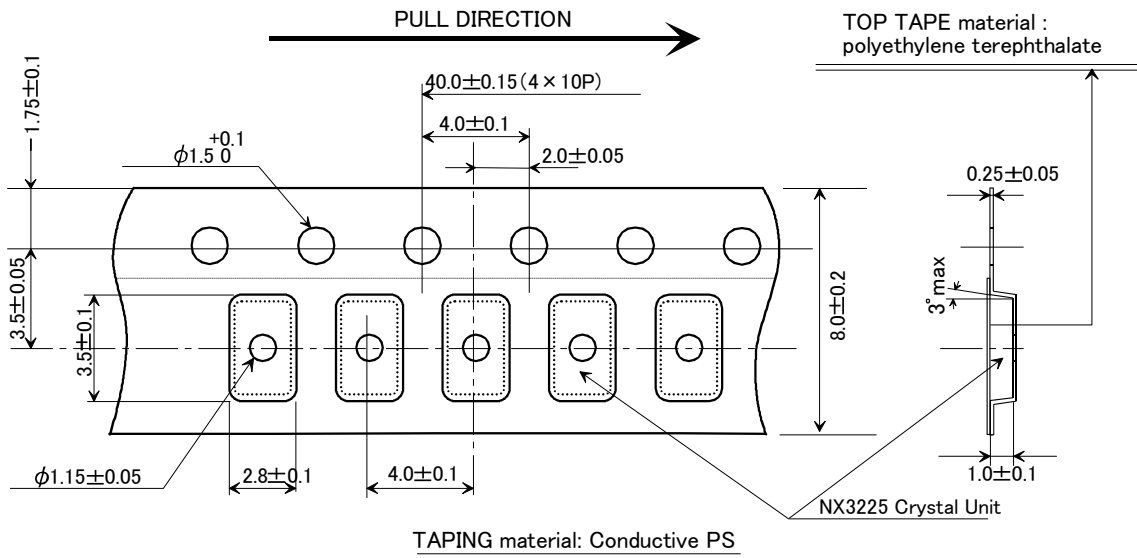 PULL DIRECTION
TOP TAPE material :
polyethylene terephthalate
1.75±0.1
40.0±0.15(4×10P)
4.0±0.1
+0.1
φ1.5 0
2.0±0.05
0.25±0.05
3.5±0.05
3.5±0.1
8.0±0.2
3°max
φ1.15±0.05
2.8±0.1
4.0±0.1
1.0±0.1
NX3225 Crystal Unit
TAPING material: Conductive PS